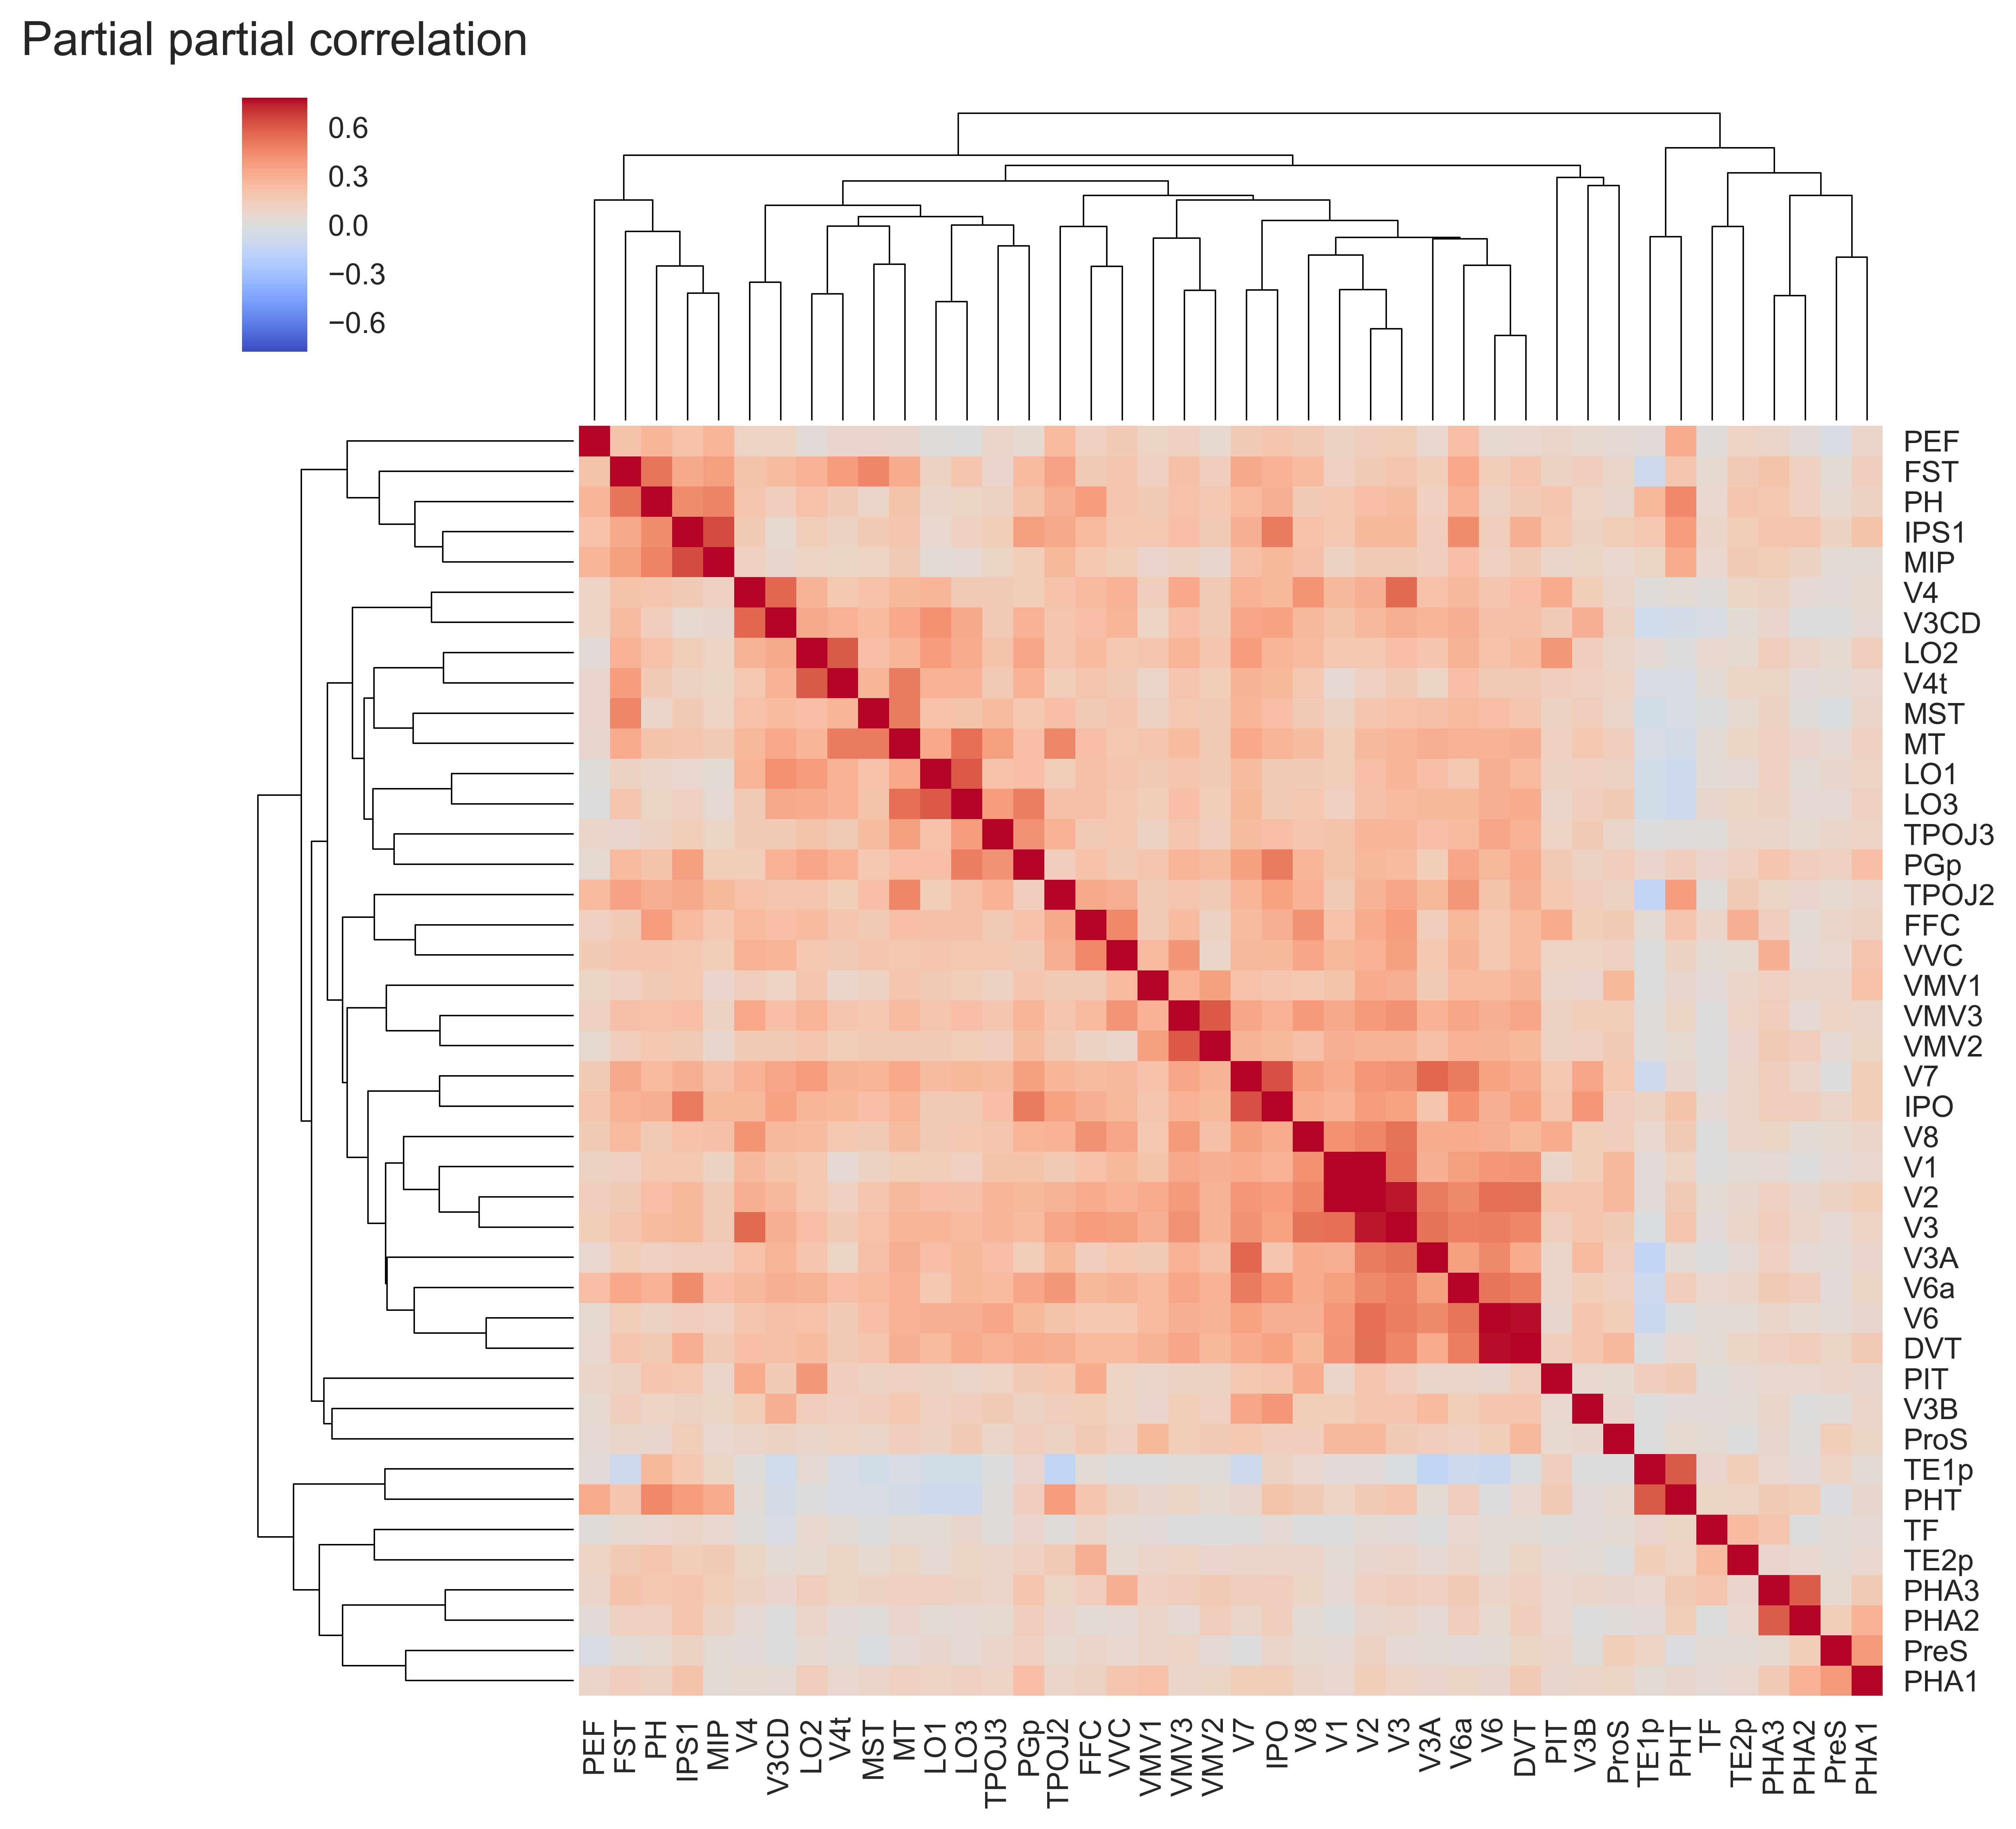 Partial partial correlation
0.6
0.3
0.0
−0.3
−0.6
PEF
FST
PH
IPS1
MIP
V4
V3CD
LO2
V4t
MST
MT
LO1
LO3
TPOJ3
PGp
TPOJ2
FFC
VVC
VMV1
VMV3
VMV2
V7
IPO
V8
V1
V2
V3
V3A
V6a
V6
DVT
PIT
V3B
ProS
TE1p
PHT
TF
TE2p
PHA3
PHA2
PreS
PHA1
PEF
FST
PH
IPS1
MIP
V4
V3CD
LO2
V4t
MST
MT
LO1
LO3
TPOJ3
PGp
TPOJ2
FFC
VVC
VMV1
VMV3
VMV2
V7
IPO
V8
V1
V2
V3
V3A
V6a
V6
DVT
PIT
V3B
ProS
TE1p
PHT
TF
TE2p
PHA3
PHA2
PreS
PHA1